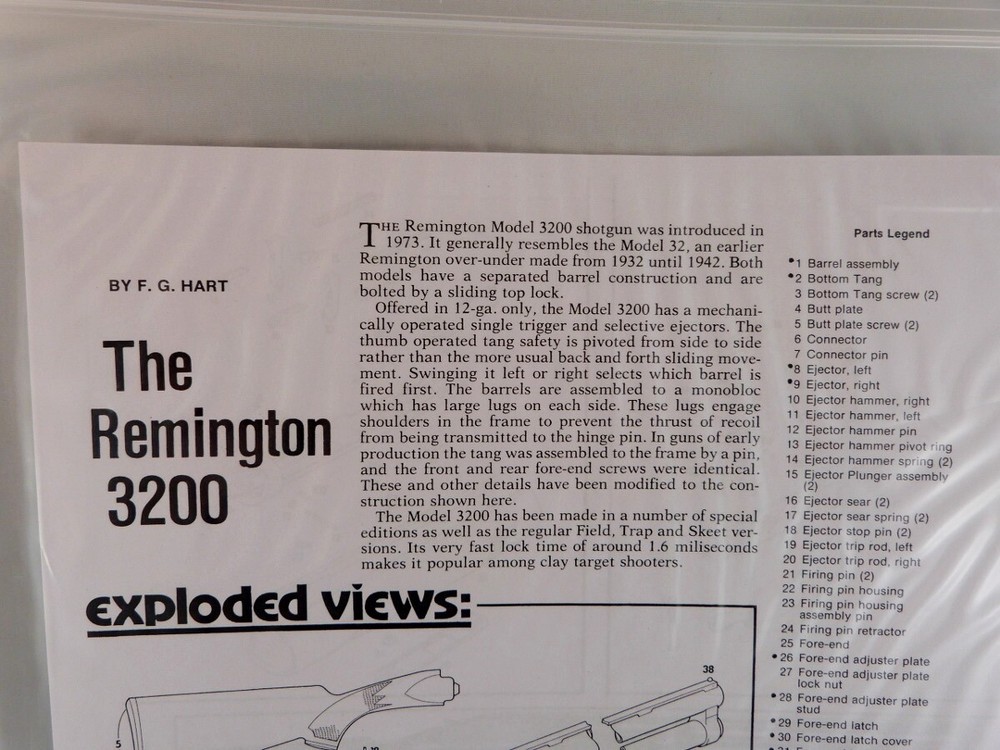 BY F. G. HART
The
Remington
3200
THE Remington Model 3200 shotgun was introduced in
1973. It generally resembles the Model 32, an earlier
Remington over-under made from 1932 until 1942. Both
models have a separated barrel construction and are
bolted by a sliding top lock.
Offered in 12-ga. only, the Model 3200 has a mechani-
cally operated single trigger and selective ejectors. The
thumb operated tang safety is pivoted from side to side
rather than the more usual back and forth sliding move-
ment. Swinging it left or right selects which barrel is
fired first. The barrels are assembled to a monobloc
which has large lugs on each side. These lugs engage
shoulders in the frame to prevent the thrust of recoil
from being transmitted to the hinge pin. In guns of early
production the tang was assembled to the frame by a pin,
and the front and rear fore-end screws were identical.
These and other details have been modified to the con-
struction shown here.
The Model 3200 has been made in a number of special
editions as well as the regular Field, Trap and Skeet ver-
sions. Its very fast lock time of around 1.6 miliseconds
makes it popular among clay target shooters.
Parts Legend
•1 Barrel assembly
•2 Bottom Tang
3 Bottom Tang screw (2)
4 Butt plate
5 Butt plate screw (2)
6 Connector
7 Connector pin
•8 Ejector, left
•9 Ejector, right
10 Ejector hammer, right
11 Ejector hammer, left
12 Ejector hammer pin
13 Ejector hammer pivot ring
14 Ejector hammer spring (2)
15 Ejector Plunger assembly
(2)
16 Ejector sear (2)
17 Ejector sear spring (2)
18 Ejector stop pin (2)
19 Ejector trip rod, left
20 Ejector trip rod, right
21 Firing pin (2)
22 Firing pin housing
23 Firing pin housing
assembly pin
24 Firing pin retractor
25 Fore-end
•26 Fore-end adjuster plate
27 Fore-end adjuster plate
lock nut
•28 Fore-end adjuster plate
stud
•29 Fore-end latch
•30 Fore-end latch cover
exploded views:
38
5